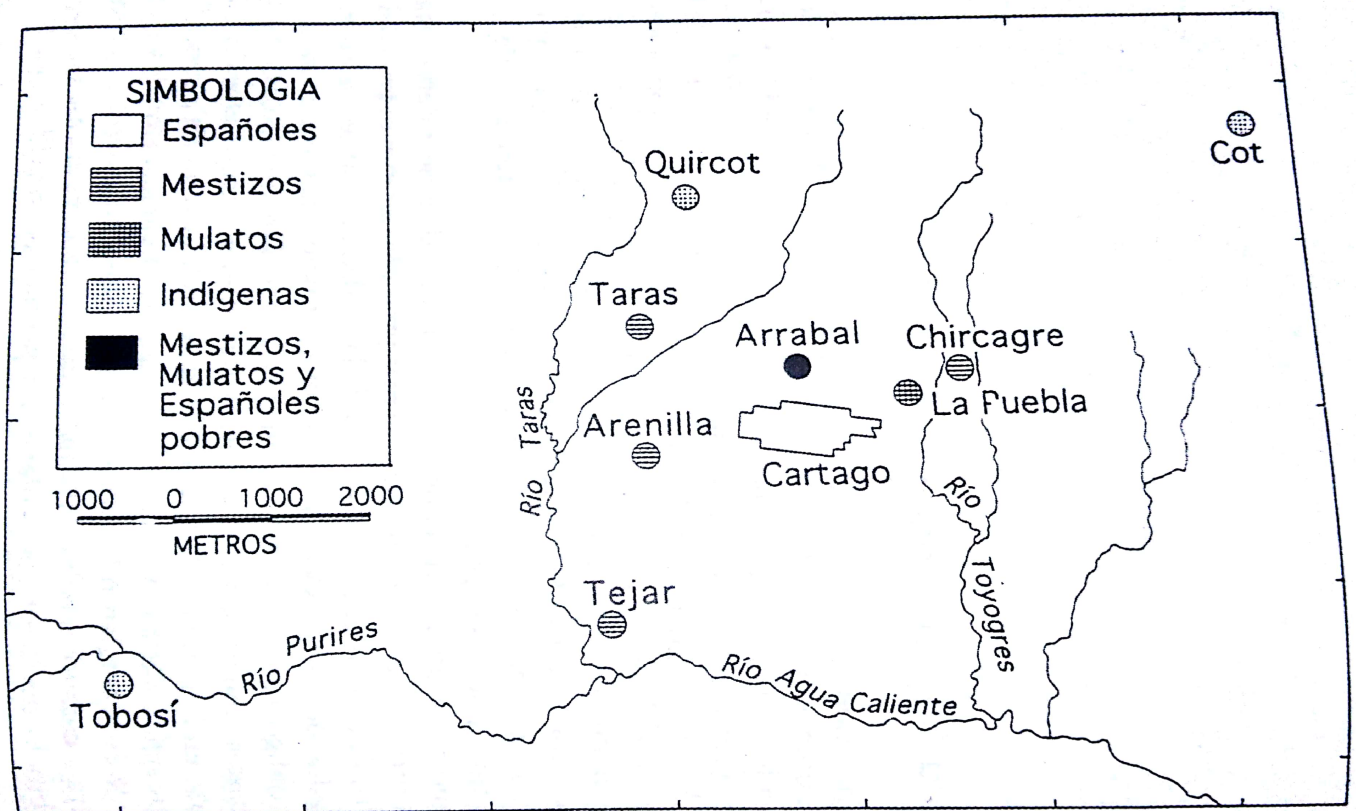 SIMBOLOGIA
Españoles
Mestizos
Mulatos
Indígenas
Mestizos,
Mulatos y
Españoles
pobres
1000 0 1000 2000
METROS
Quircot
Cot
Taras
Arrabal
Chircagre
La Puebla
Arenilla
Cartago
Río Taras
Río Toyogres
Tejar
Río Purires
Río Agua Caliente
Tobosí